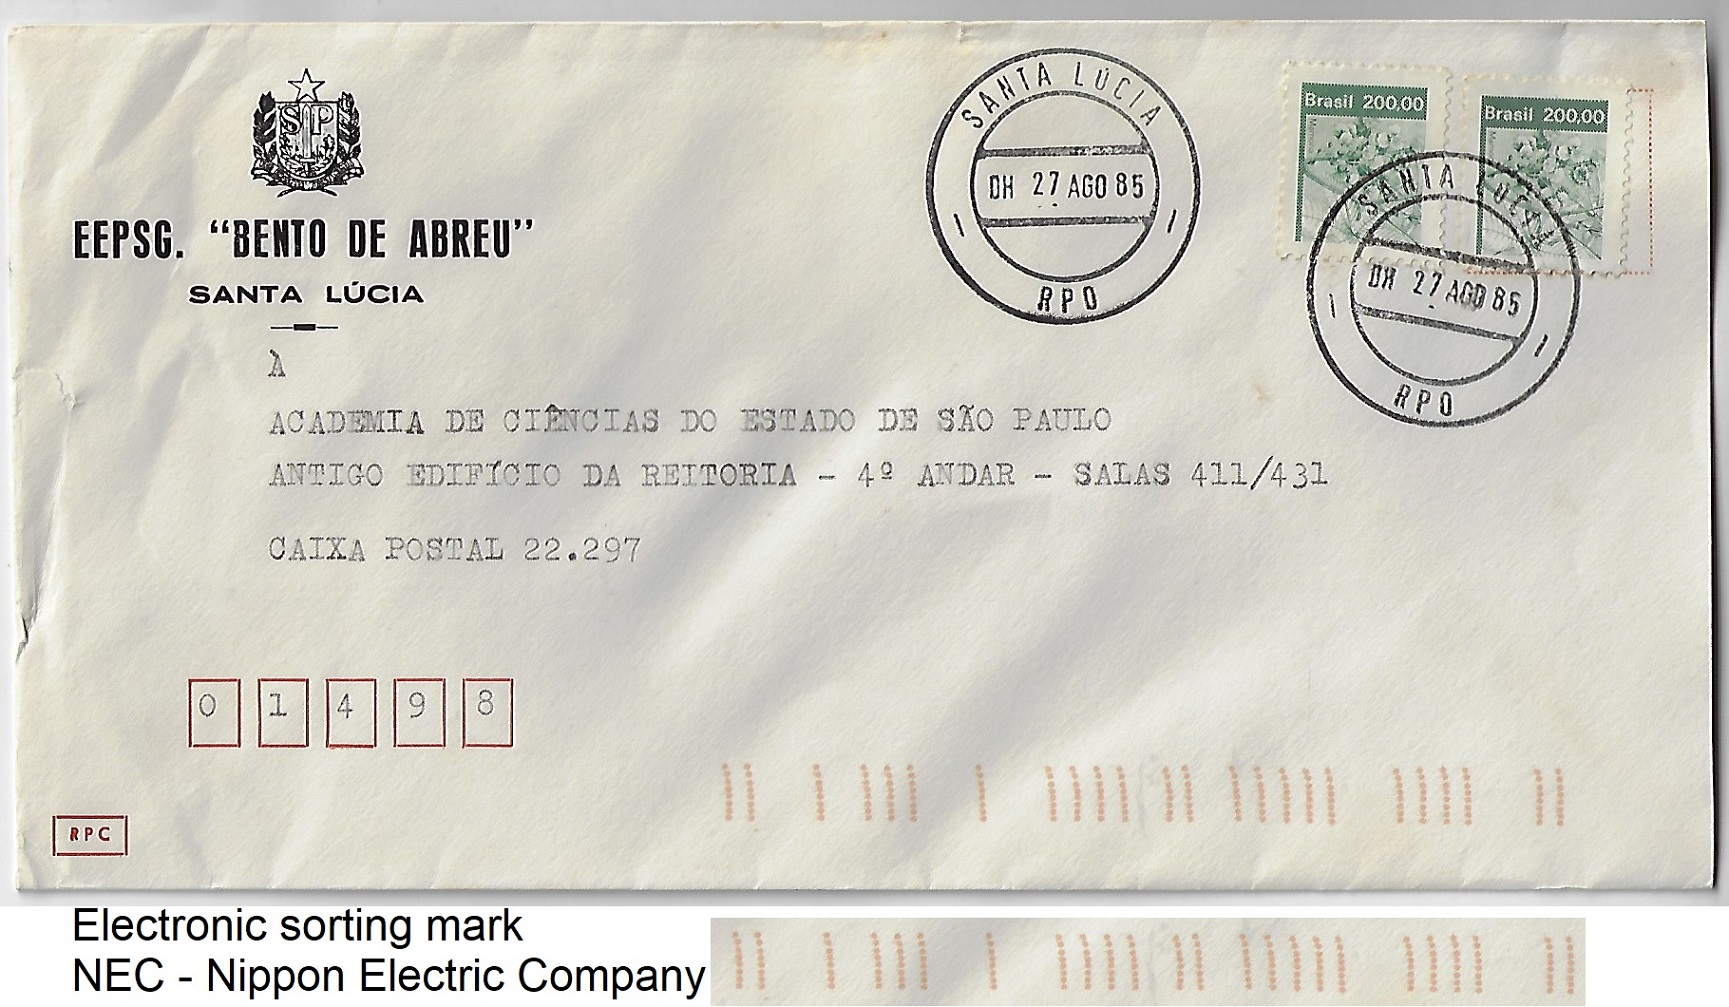 SP
EEPSG. "BENTO DE ABREU"
SANTA LÚCIA
SANTA LÚCIA
DH 27 AGO 85
RPO
Brasil 200,00
Brasil 200,00
SANTA LÚCIA
DH 27 AGO 85
RPO
À
ACADEMIA DE CIÊNCIAS DO ESTADO DE SÃO PAULO
ANTIGO EDIFÍCIO DA REITORIA - 4º ANDAR - SALAS 411/431
CAIXA POSTAL 22.297
0 1 4 9 8
RPC
Electronic sorting mark
NEC - Nippon Electric Company